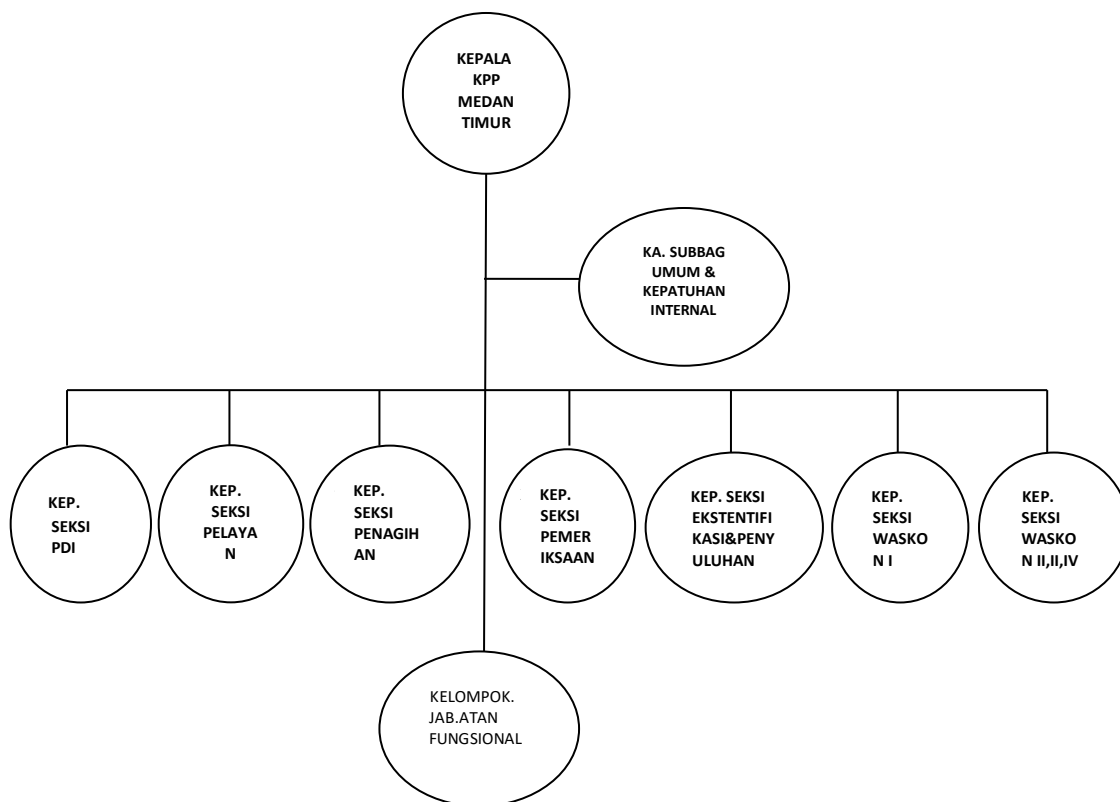 KEPALA
KPP
MEDAN
TIMUR
KA. SUBBAG
UMUM &
KEPATUHAN
INTERNAL
KEP.
SEKSI
PDI
KEP.
SEKSI
PELAYA
N
KEP.
SEKSI
PENAGIH
AN
KEP.
SEKSI
PEMER
IKSAAN
KEP. SEKSI
EKSTENTIFI
KASI&PENY
ULUHAN
KEP.
SEKSI
WASKO
N I
KEP.
SEKSI
WASKO
N II,II,IV
KELOMPOK.
JAB.ATAN
FUNGSIONAL